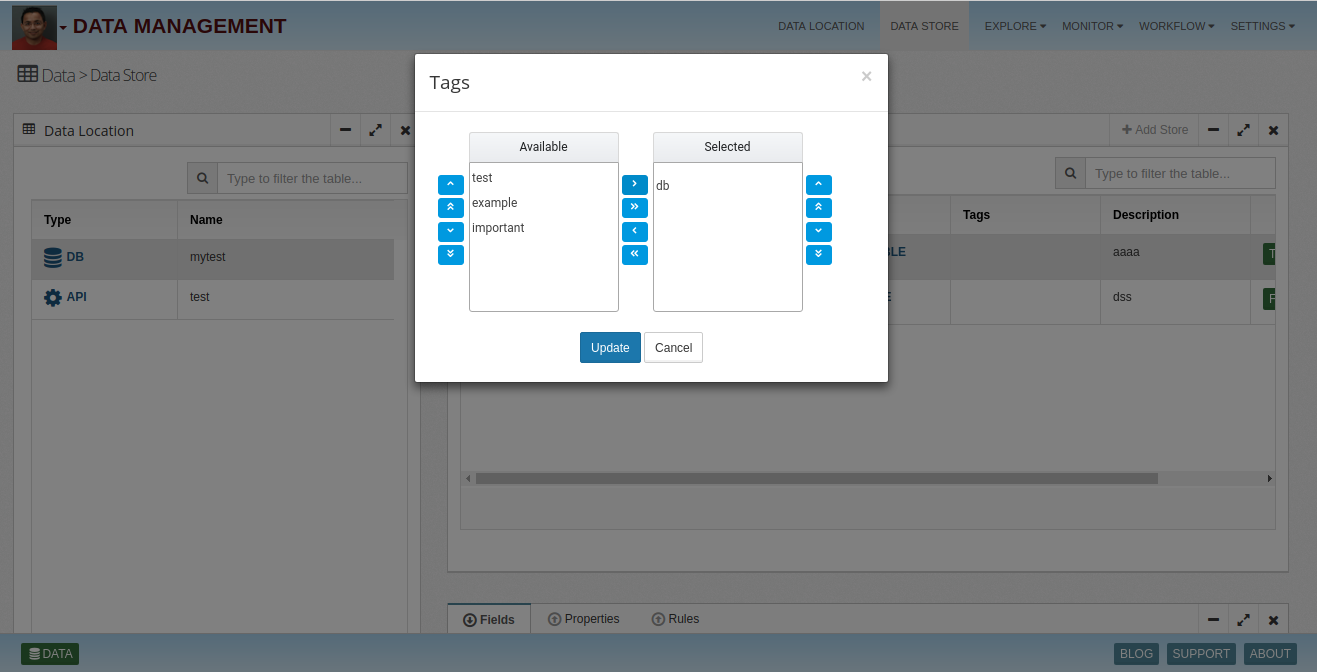 DATA MANAGEMENT
DATA LOCATION
DATA STORE
EXPLORE
MONITOR
WORKFLOW
SETTINGS
Data > Data Store
Tags
×
Data Location
Add Store
Available
Selected
Type to filter the table...
test
example
important
db
Type to filter the table...
Type
Name
Tags
Description
DB
mytest
LE
aaaa
T
API
test
E
dss
F
Update
Cancel
Fields
Properties
Rules
DATA
BLOG
SUPPORT
ABOUT